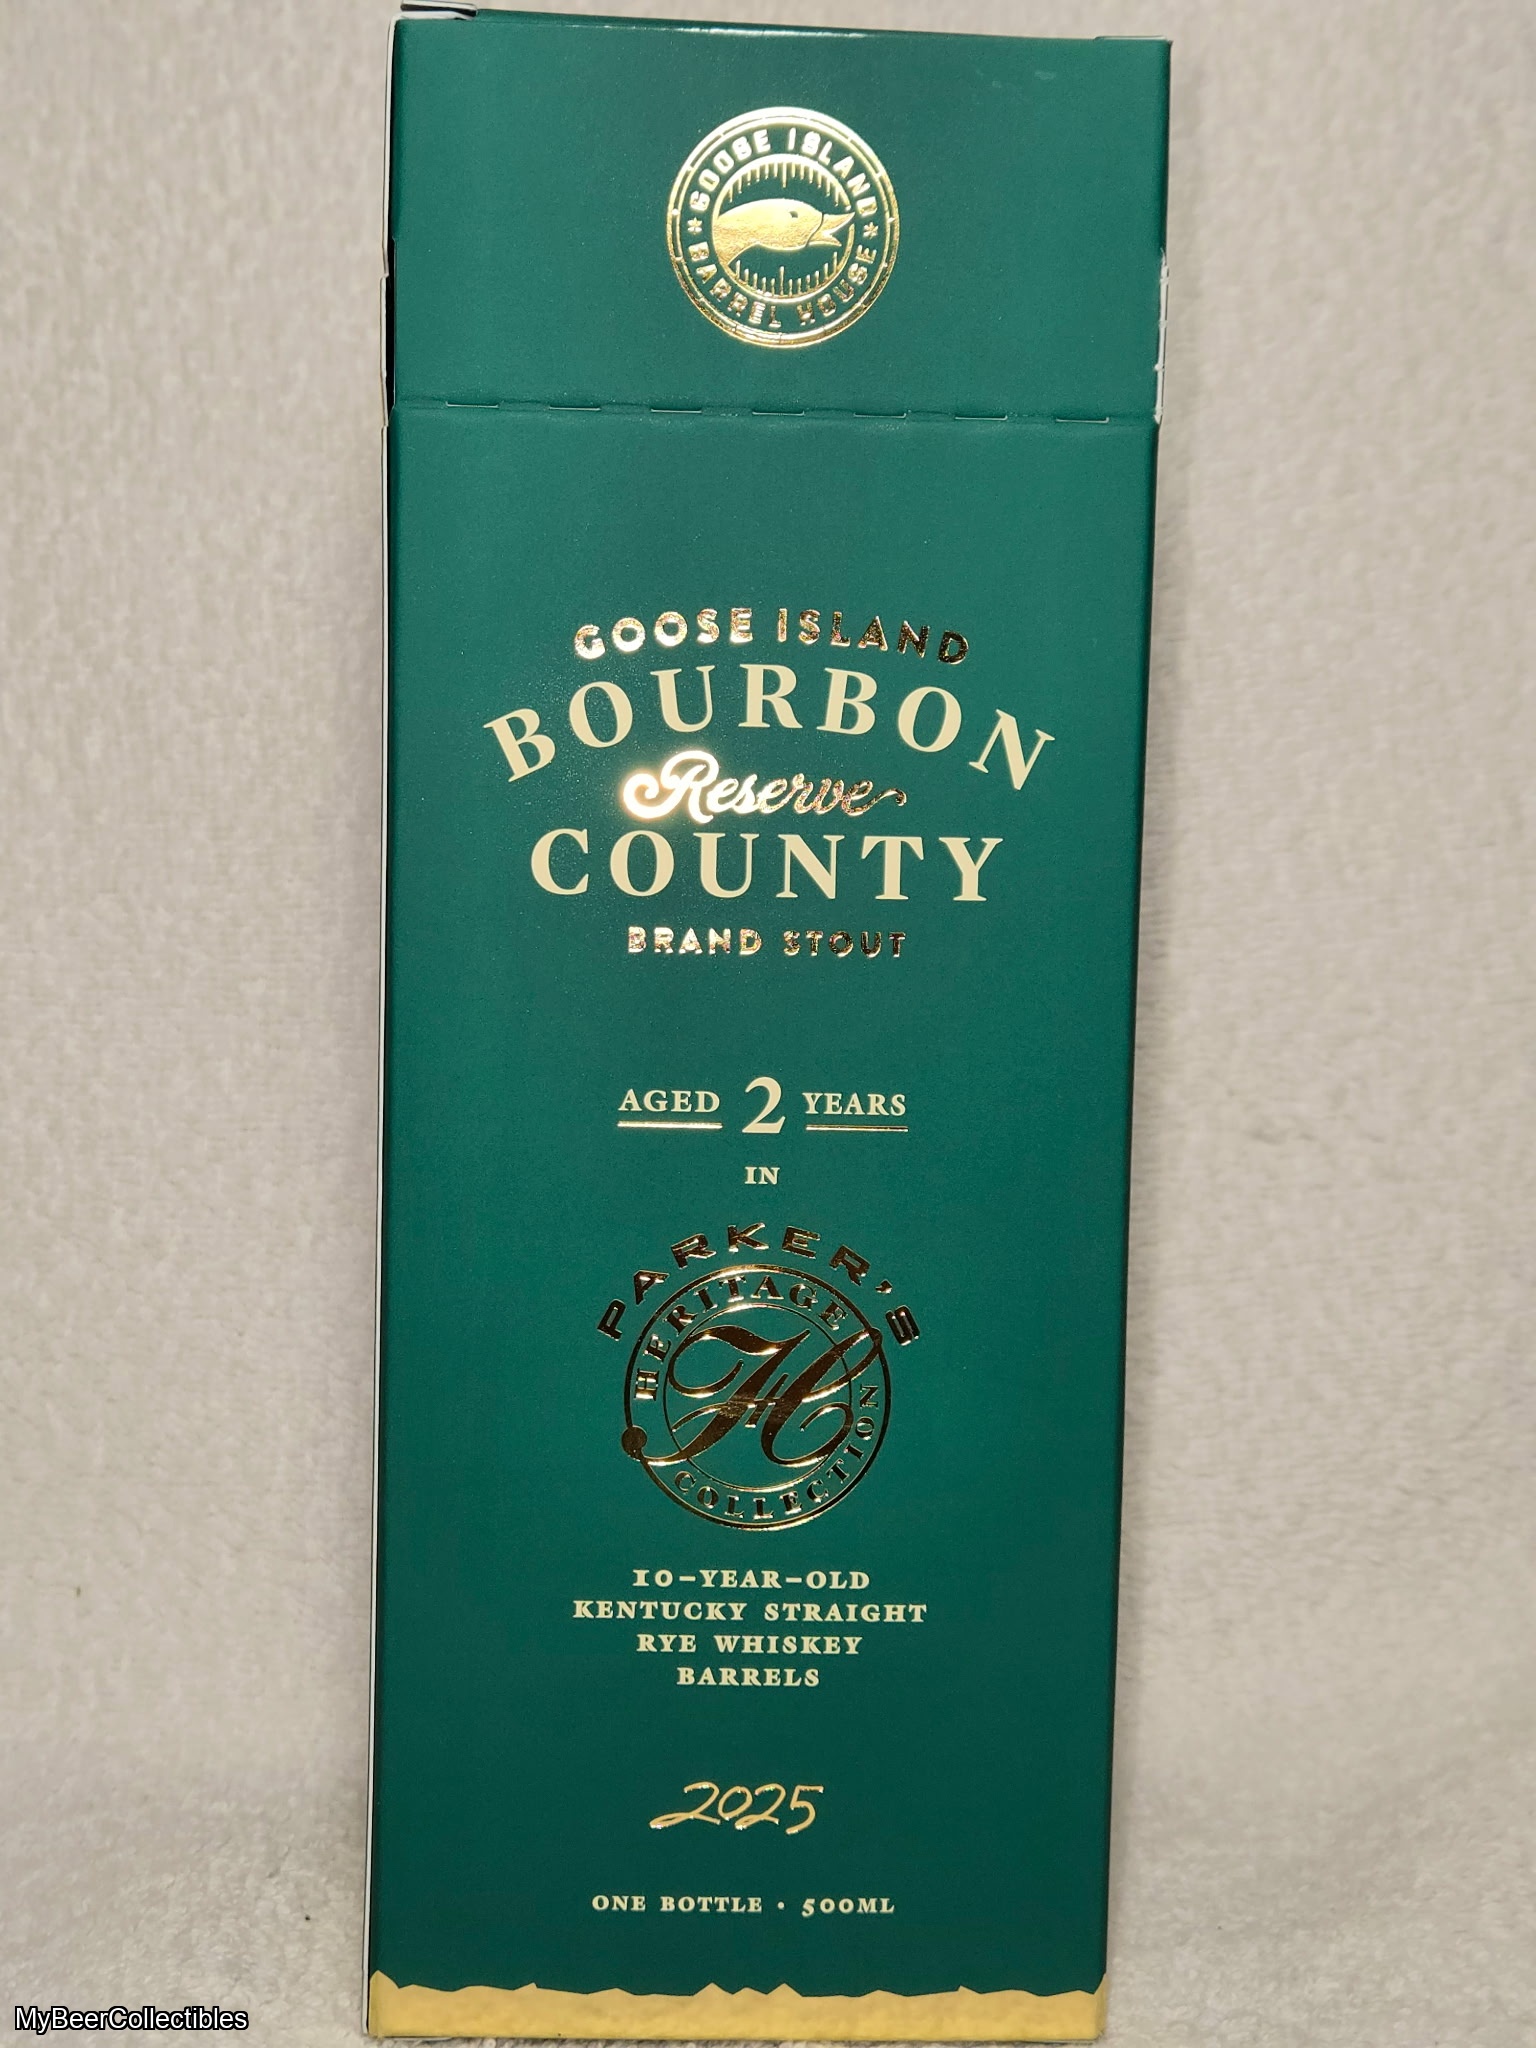 GOOSE ISLAND
* BARREL HOUSE *
GOOSE ISLAND
BOURBON
Reserve
COUNTY
BRAND STOUT
AGED 2 YEARS
IN
PARKER'S
HERITAGE
H
COLLECTION
10-YEAR-OLD
KENTUCKY STRAIGHT
RYE WHISKEY
BARRELS
2025
ONE BOTTLE • 500ML
MyBeerCollectibles